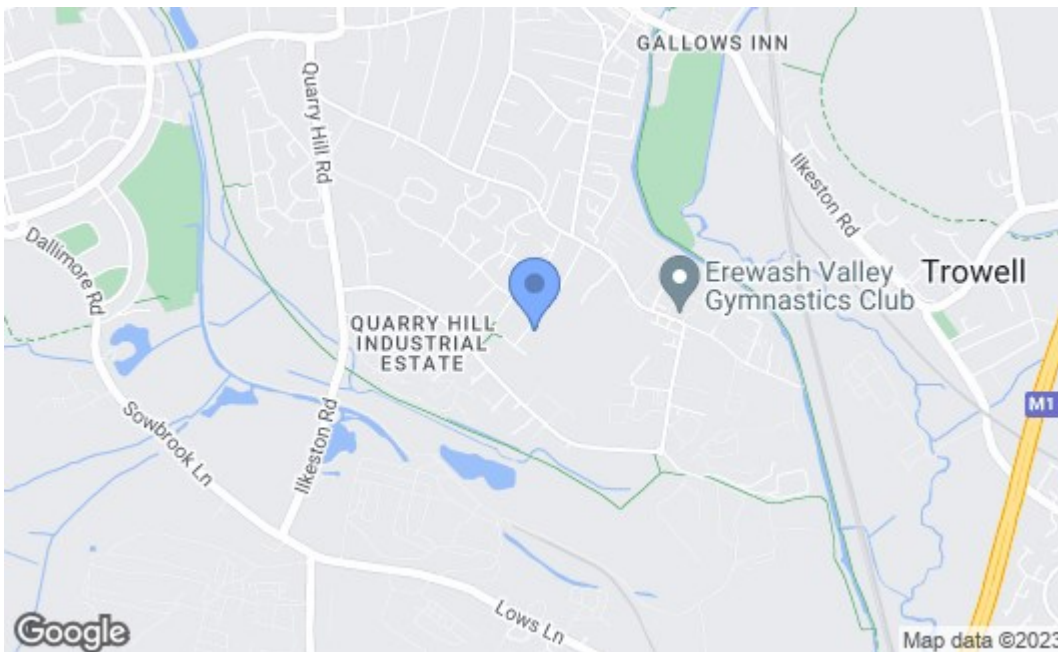 GALLOWS INN
Quarry Hill Rd
Ilkeston Rd
Dallimore Rd
Erewash Valley
Gymnastics Club
Trowell
QUARRY HILL
INDUSTRIAL
ESTATE
M1
Sowbrook Ln
Ilkeston Rd
Lows Ln
Google
Map data ©2023